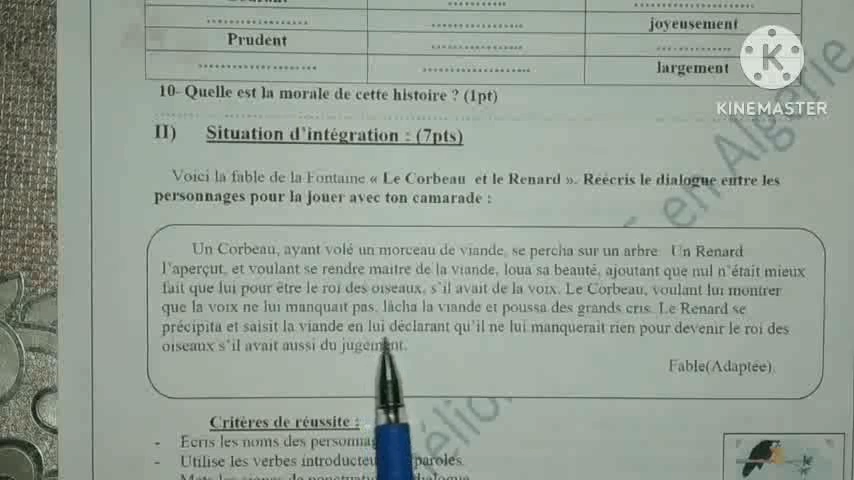 joyeusement
Prudent
largement
10- Quelle est la morale de cette histoire ? (1pt)
KINEMASTER
II) Situation d'intégration : (7pts)
Voici la fable de la Fontaine « Le Corbeau et le Renard ». Réécris le dialogue entre les
personnages pour la jouer avec ton camarade :
Un Corbeau, ayant volé un morceau de viande, se percha sur un arbre. Un Renard
l'aperçut, et voulant se rendre maitre de la viande, loua sa beauté, ajoutant que nul n'était mieux
fait que lui pour être le roi des oiseaux, s'il avait de la voix. Le Corbeau, voulant lui montrer
que la voix ne lui manquait pas, lâcha la viande et poussa des grands cris. Le Renard se
précipita et saisit la viande en lui déclarant qu'il ne lui manquerait rien pour devenir le roi des
oiseaux s'il avait aussi du jugement.
Fable(Adaptée).
Critères de réussite :
- Ecris les noms des
- Utilise les verbes paroles.
en Algérie